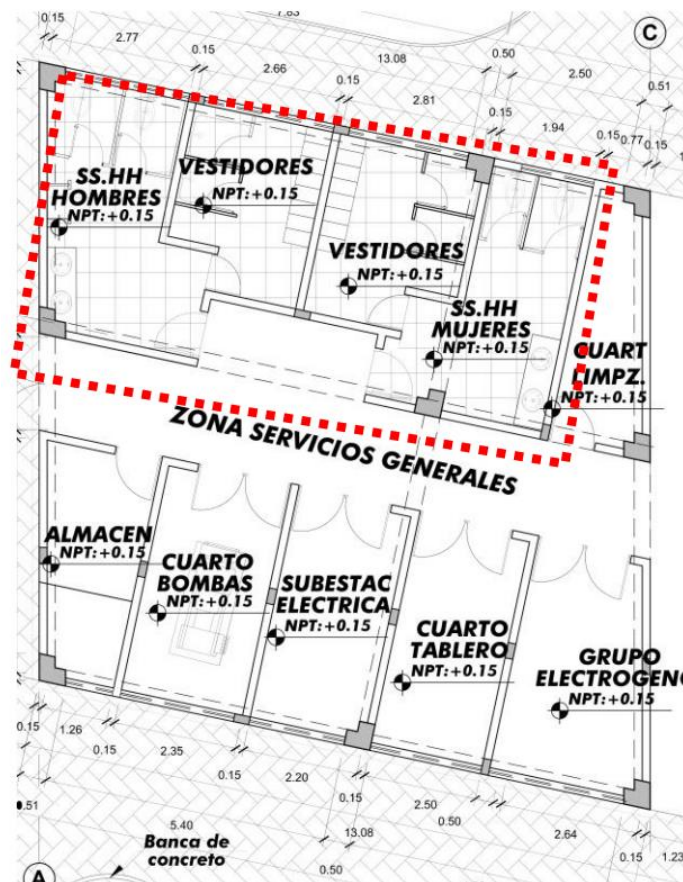 7.63
0.15
2.77
0.15
2.66
13.08
0.50
C
0.15
2.81
2.50
0.51
0.15
1.94
0.15
0.77
0.15
SS.HH
HOMBRES
NPT:+0.15
VESTIDORES
NPT:+0.15
VESTIDORES
NPT:+0.15
SS.HH
MUJERES
NPT:+0.15
CUART
LIMPZ.
NPT:+0.15
ZONA SERVICIOS GENERALES
ALMACEN
NPT:+0.15
CUARTO
BOMBAS
NPT:+0.15
SUBESTAC
ELECTRICA
NPT:+0.15
CUARTO
TABLERO
NPT:+0.15
GRUPO
ELECTROGENO
NPT:+0.15
0.15
1.26
0.15
2.35
0.15
2.20
0.15
2.50
0.51
0.50
2.64
5.40
13.08
0.15
1.23
Banca de
concreto
0.50
A